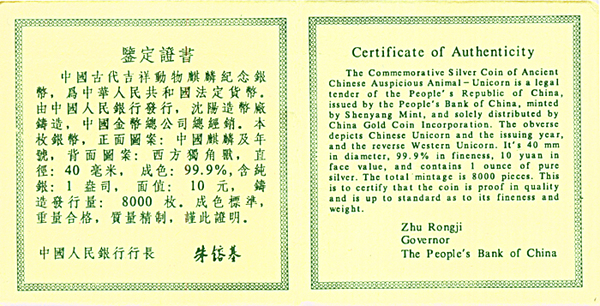 鑒定證書
中國古代吉祥動物麒麟紀念銀
幣，爲中華人民共和國法定貨幣。
由中國人民銀行發行，沈陽造幣廠
鑄造，中國金幣總公司總經銷。本
枚銀幣，正面圖案：中國麒麟及年
號，背面圖案：西方獨角獸，直
徑：40 毫米，成色：99.9%，含純
銀：1 盎司，面值：10 元，鑄
造發行量：8000 枚。成色標準，
重量合格，質量精制，謹此證明。
中國人民銀行行長 朱鎔基
Certificate of Authenticity
The Commemorative Silver Coin of Ancient
Chinese Auspicious Animal－Unicorn is a legal
tender of the People's Republic of China,
issued by the People's Bank of China, minted
by Shenyang Mint, and solely distributed by
China Gold Coin Incorporation. The obverse
depicts Chinese Unicorn and the issuing year,
and the reverse Western Unicorn. It's 40 mm
in diameter, 99.9% in fineness, 10 yuan in
face value, and contains 1 ounce of pure
silver. The total mintage is 8000 pieces. This
is to certify that the coin is proof in quality
and is up to standard as to its fineness and
weight.
Zhu Rongji
Governor
The People's Bank of China